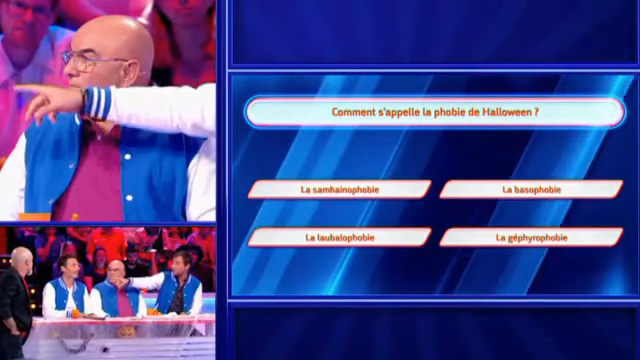 Comment s'appelle la phobie de Halloween ?
La samhainophobie
La basophobie
La laubalophobie
La géphyrophobie